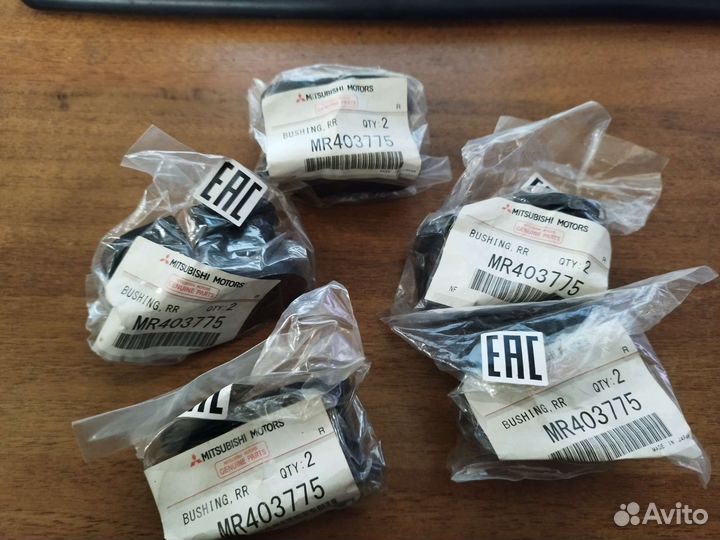 MITSUBISHI MOTORS
GENUINE PARTS
R
BUSHING, RR QTY:2
MR403775
EAC
MITSUBISHI MOTORS
GENUINE PARTS
R
BUSHING, RR QTY:2
MR403775
MITSUBISHI MOTORS
GENUINE PARTS
R
BUSHING, RR QTY:2
MR403775
NF
EAC
R
BUSHING, RR QTY:2
MR403775
MADE IN JAPAN
EAC
MITSUBISHI MOTORS
GENUINE PARTS
R
BUSHING, RR QTY:2
MR403775
Avito